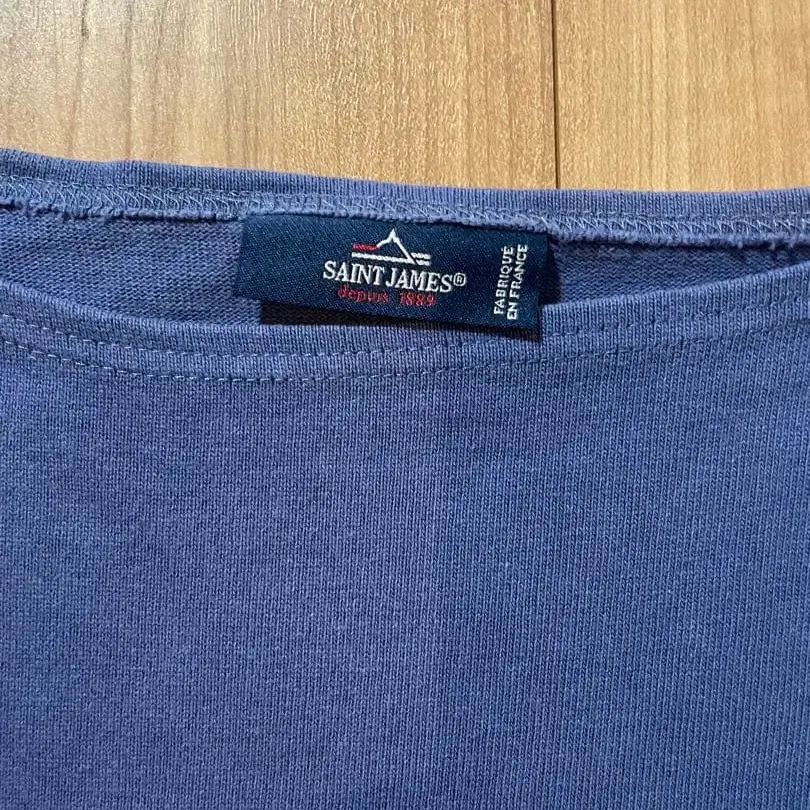 SAINT JAMES®
depuis 1889
FABRIQUÉ
EN FRANCE